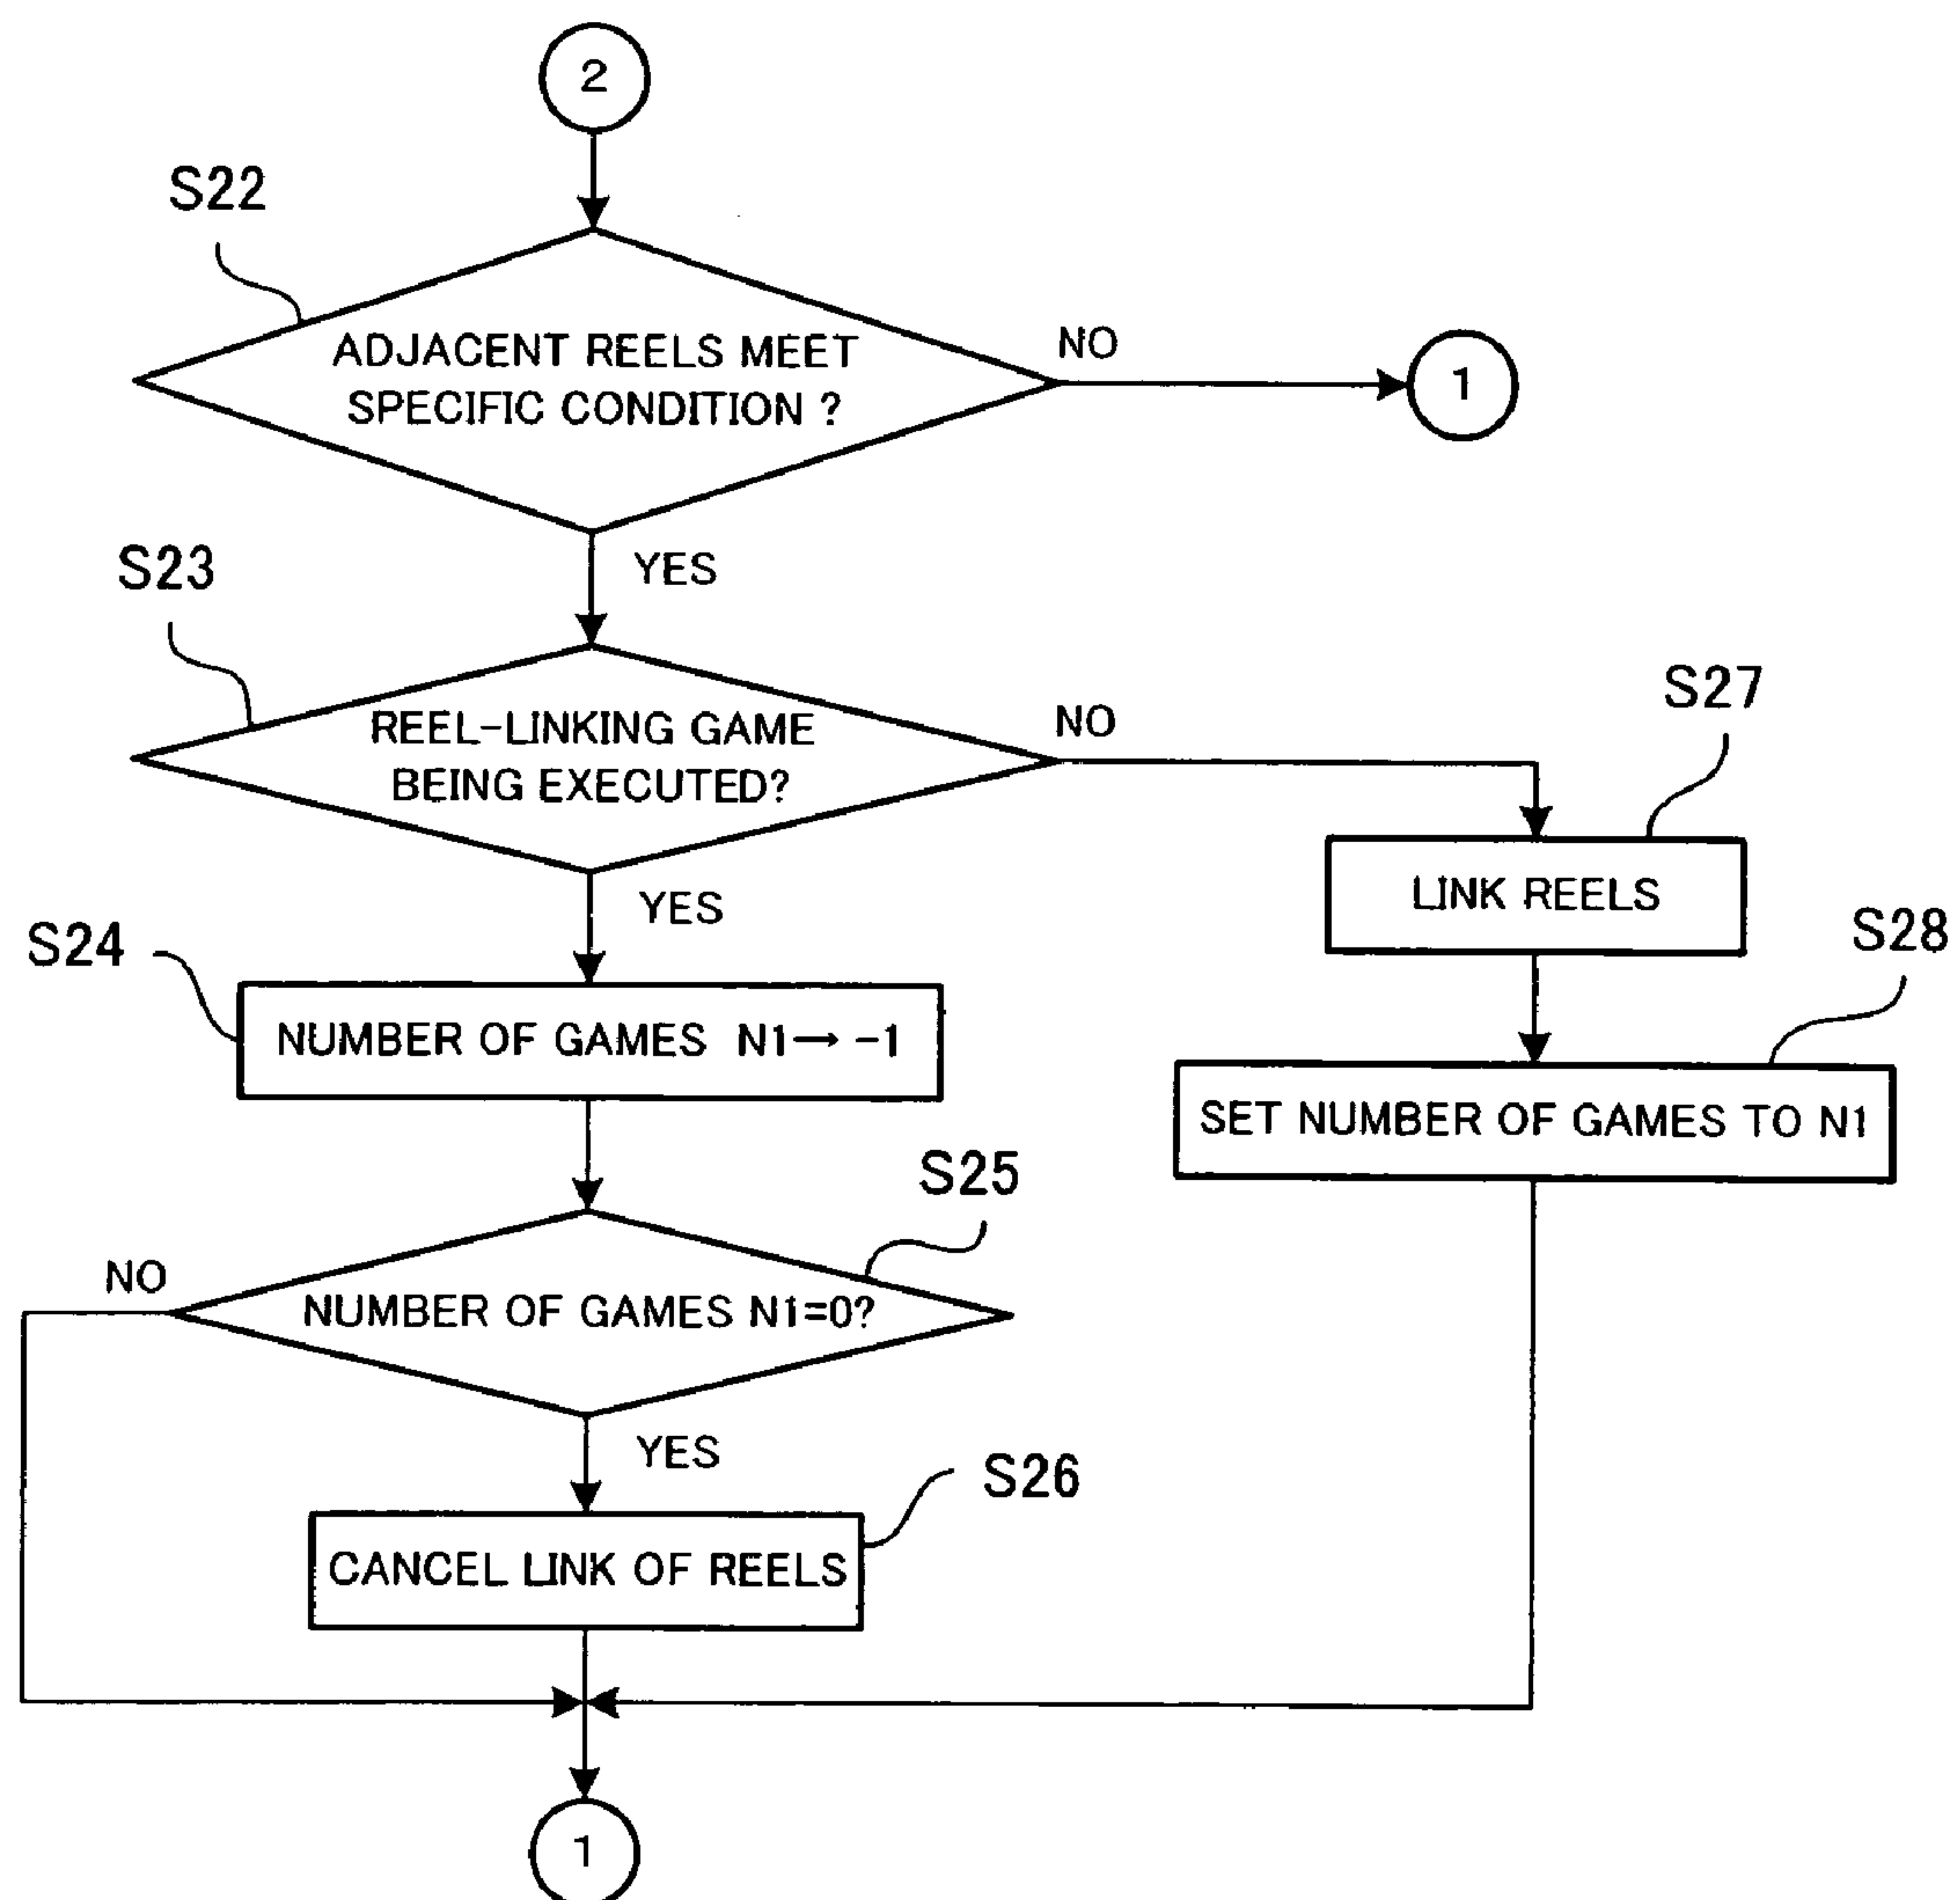 2
S22
ADJACENT REELS MEET
SPECIFIC CONDITION ?
NO
1
YES
S23
REEL-LINKING GAME
BEING EXECUTED?
NO
S27
LINK REELS
YES
S24
NUMBER OF GAMES N1→ -1
S28
SET NUMBER OF GAMES TO N1
S25
NO
NUMBER OF GAMES N1=0?
YES
S26
CANCEL LINK OF REELS
1